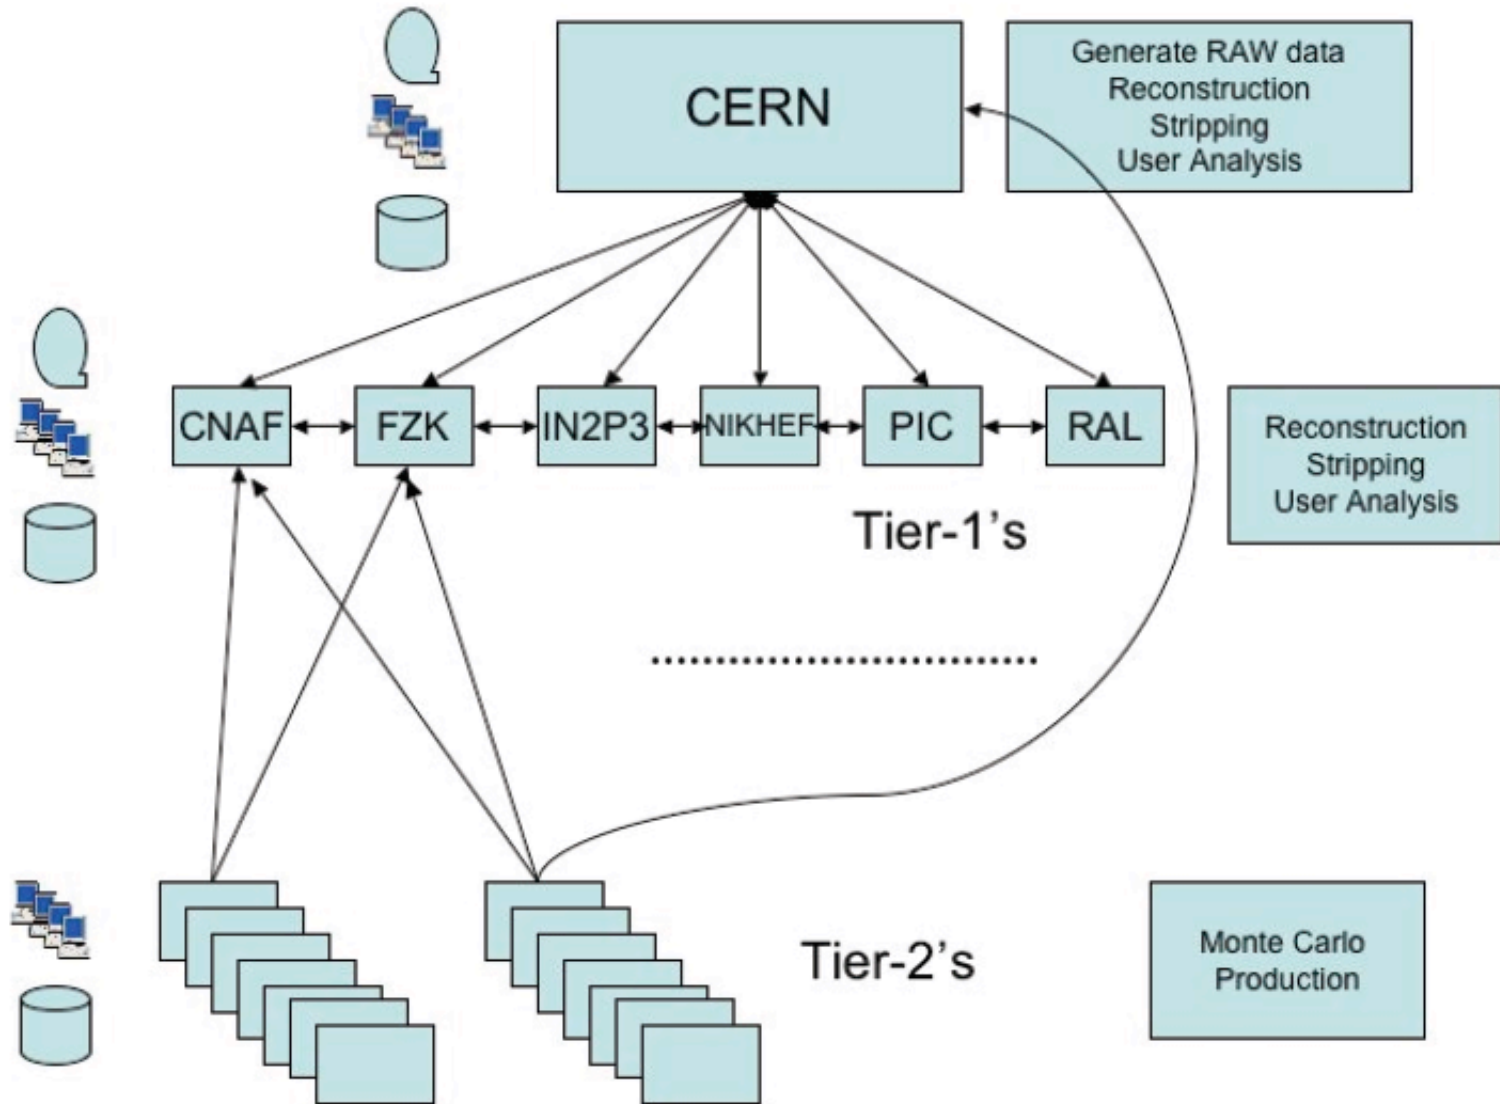 CERN
Generate RAW data
Reconstruction
Stripping
User Analysis
CNAF
FZK
IN2P3
NIKHEF
PIC
RAL
Reconstruction
Stripping
User Analysis
Tier-1’s
Tier-2’s
Monte Carlo
Production